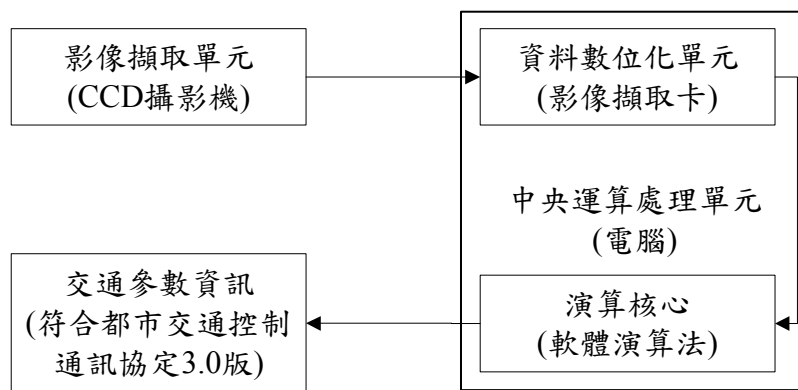 影像擷取單元
(CCD攝影機)
資料數位化單元
(影像擷取卡)
中央運算處理單元
(電腦)
演算核心
(軟體演算法)
交通參數資訊
(符合都市交通控制
通訊協定3.0版)